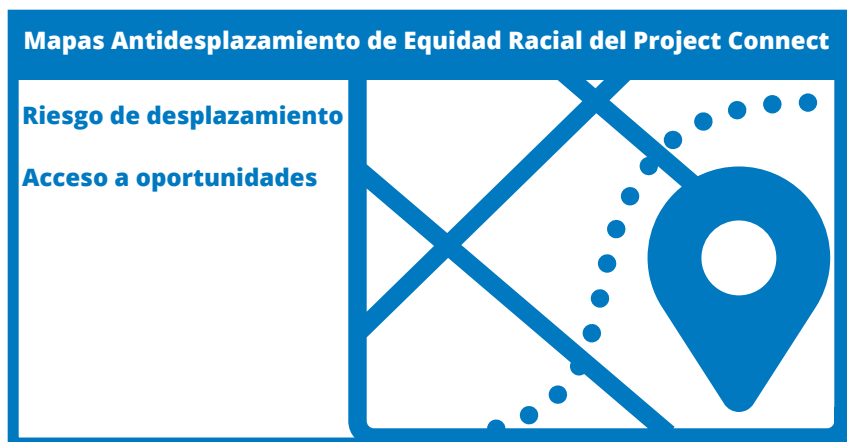 Mapas Antidesplazamiento de Equidad Racial del Project Connect
Riesgo de desplazamiento
Acceso a oportunidades